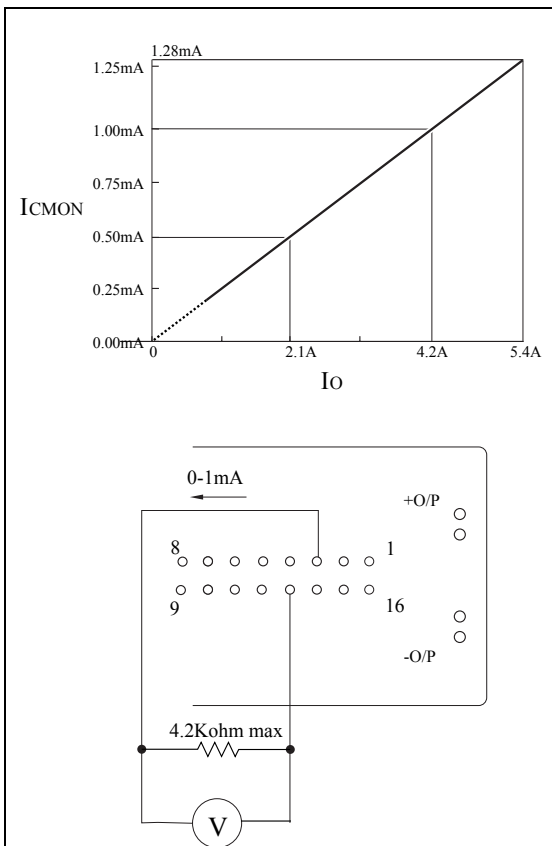 1.28mA
1.25mA
1.00mA
0.75mA
ICMON
0.50mA
0.25mA
0.00mA
0 2.1A 4.2A 5.4A
IO
0-1mA
+O/P
8 1
9 16
-O/P
4.2Kohm max
V